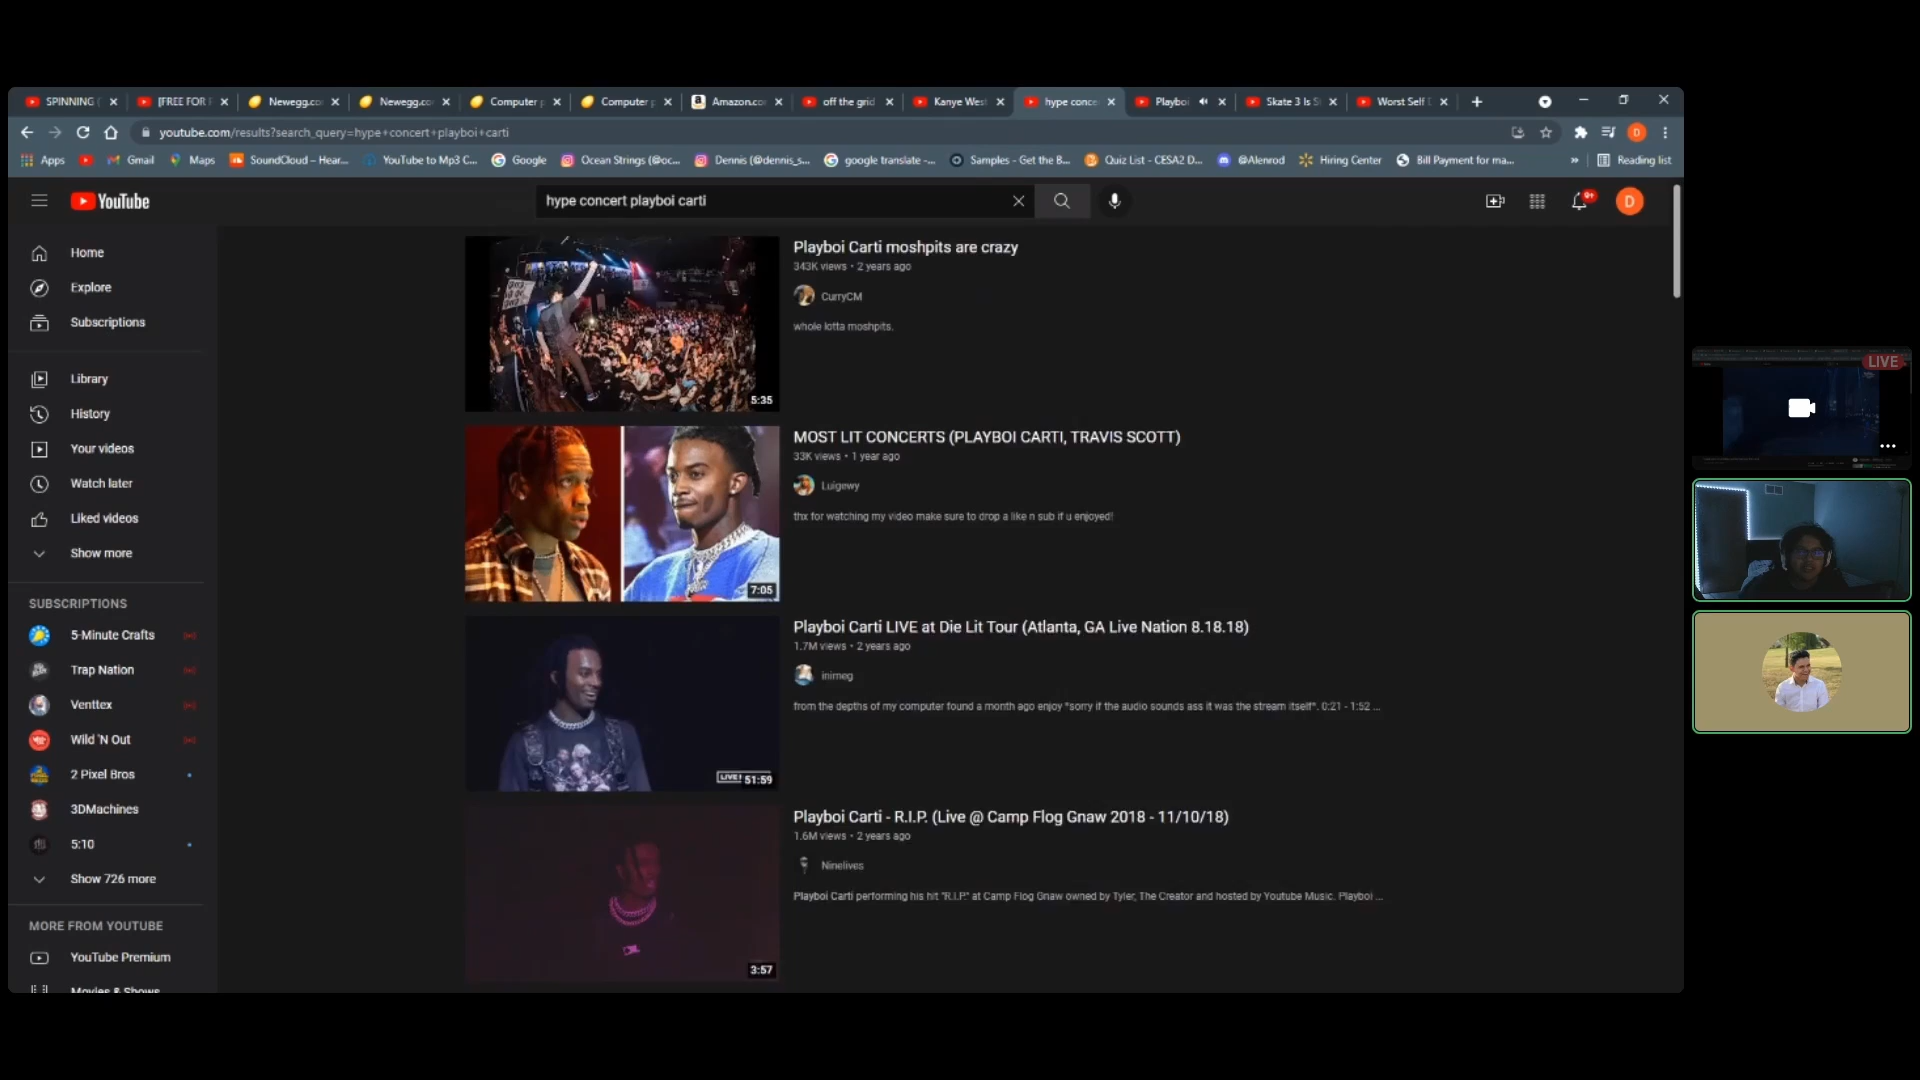 SPINNING (
[FREE FOR P
Newegg.co
Newegg.co
Computer p
Computer p
Amazon.co
off the grid
Kanye West
hype conce
Playboi
Skate 3 Is S
Worst Self D
youtube.com/results?search_query=hype+concert+playboi+carti
D
Apps
Gmail
Maps
SoundCloud – Hear...
YouTube to Mp3 C...
Google
Ocean Strings (@oc...
Dennis (@dennis_s...
google translate -...
Samples - Get the B...
Quiz List - CESA2 D...
@Alenrod
Hiring Center
Bill Payment for ma...
»
Reading list
YouTube
hype concert playboi carti
9+
D
Home
Explore
Subscriptions
Library
History
Your videos
Watch later
Liked videos
Show more
SUBSCRIPTIONS
5-Minute Crafts
Trap Nation
Venttex
Wild 'N Out
2 Pixel Bros
3DMachines
5:10
Show 726 more
MORE FROM YOUTUBE
YouTube Premium
Movies & Shows
5:35
Playboi Carti moshpits are crazy
343K views • 2 years ago
CurryCM
whole lotta moshpits.
7:05
MOST LIT CONCERTS (PLAYBOI CARTI, TRAVIS SCOTT)
33K views • 1 year ago
Luigewy
thx for watching my video make sure to drop a like n sub if u enjoyed!
LIVE
51:59
Playboi Carti LIVE at Die Lit Tour (Atlanta, GA Live Nation 8.18.18)
1.7M views • 2 years ago
inimeg
from the depths of my computer found a month ago enjoy *sorry if the audio sounds ass it was the stream itself*. 0:21 - 1:52 ...
3:57
Playboi Carti - R.I.P. (Live @ Camp Flog Gnaw 2018 - 11/10/18)
1.6M views • 2 years ago
Ninelives
Playboi Carti performing his hit "R.I.P." at Camp Flog Gnaw owned by Tyler, The Creator and hosted by Youtube Music. Playboi ...
LIVE